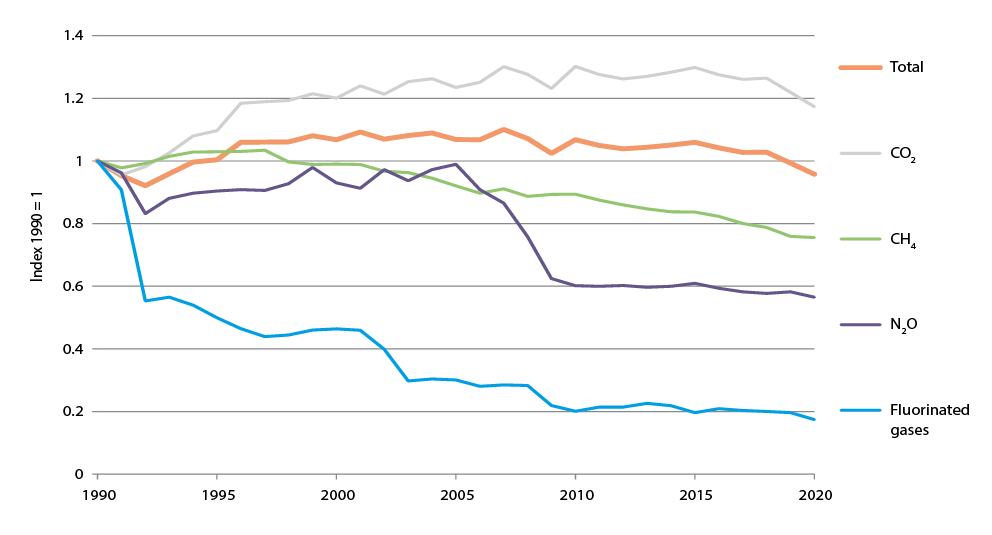 1.4
1.2
1
0.8
0.6
0.4
0.2
0
Index 1990 = 1
1990
1995
2000
2005
2010
2015
2020
Total
CO₂
CH₄
N₂O
Fluorinated
gases